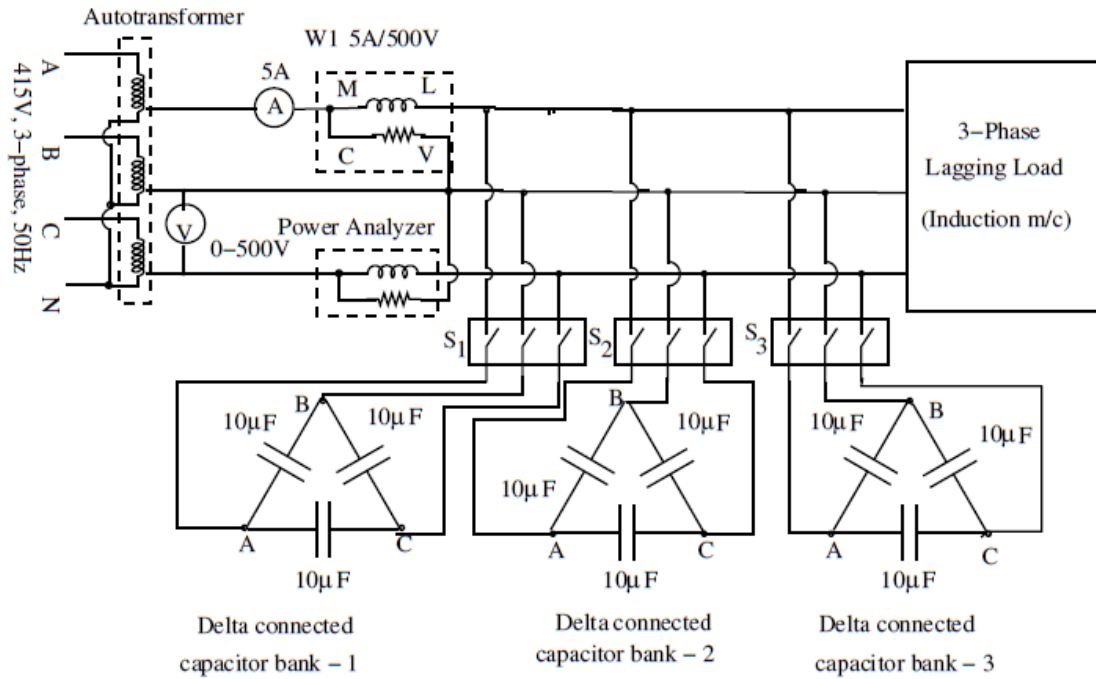 Autotransformer
W1 5A/500V
415V, 3-phase, 50Hz
A
B
C
N
5A
A
M
L
C
V
V
0-500V
Power Analyzer
3-Phase
Lagging Load
(Induction m/c)
S1
S2
S3
B
10μF
10μF
A
C
10μF
B
10μF
10μF
A
C
10μF
B
10μF
10μF
A
C
10μF
Delta connected
capacitor bank - 1
Delta connected
capacitor bank - 2
Delta connected
capacitor bank - 3